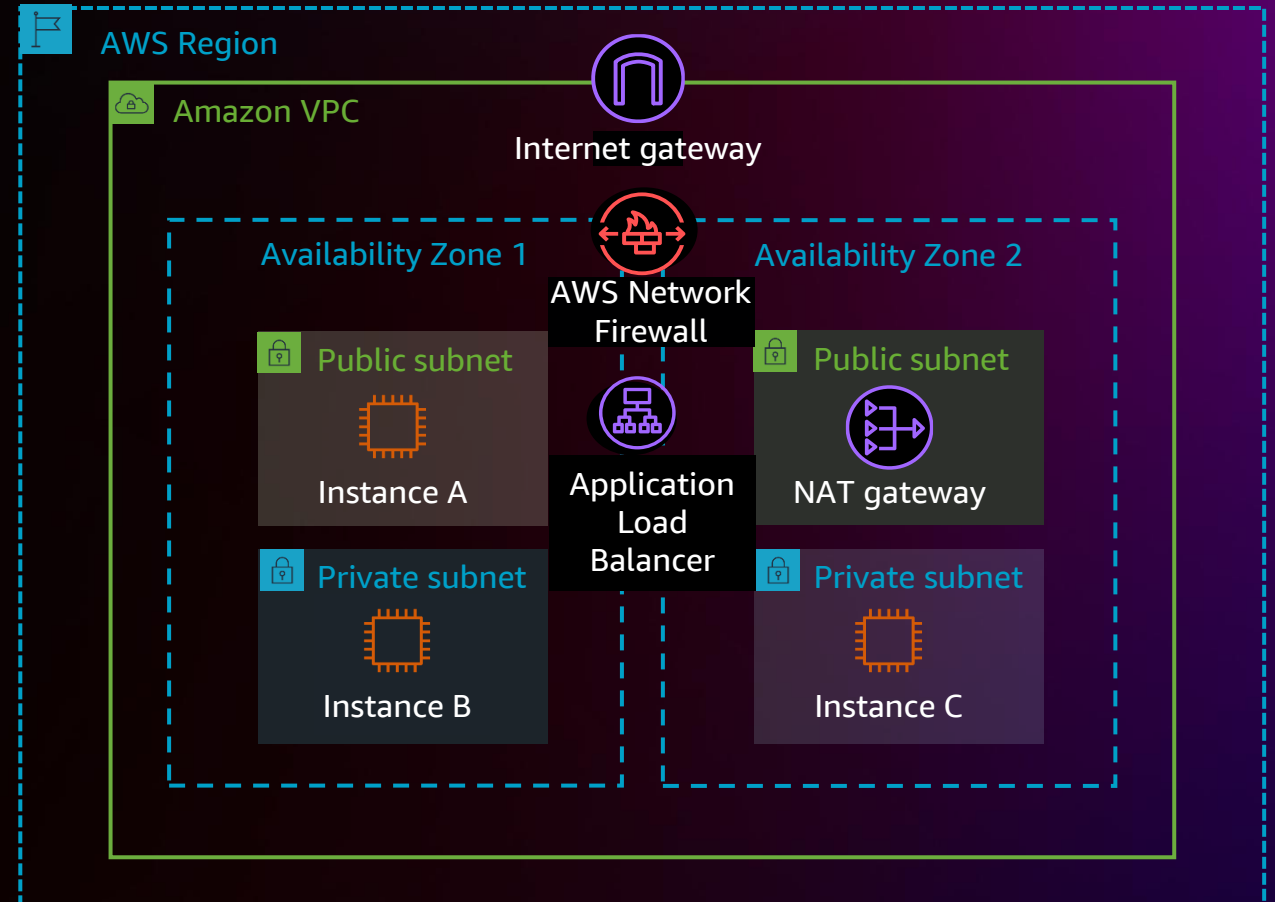 AWS Region
Amazon VPC
Internet gateway
Availability Zone 1
Availability Zone 2
AWS Network
Firewall
Public subnet
Public subnet
Instance A
Application
Load
Balancer
NAT gateway
Private subnet
Private subnet
Instance B
Instance C